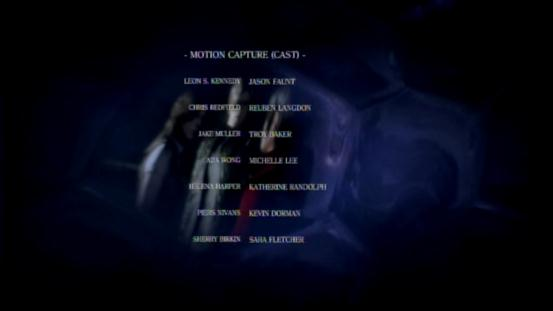 - MOTION CAPTURE (CAST) -
LEON S. KENNEDY JASON FAUNT
CHRIS REDFIELD REUBEN LANGDON
JAKE MULLER TROY BAKER
ADA WONG MICHELLE LEE
HELENA HARPER KATHERINE RANDOLPH
PIERS NIVANS KEVIN DORMAN
SHERRY BIRKIN SARA FLETCHER